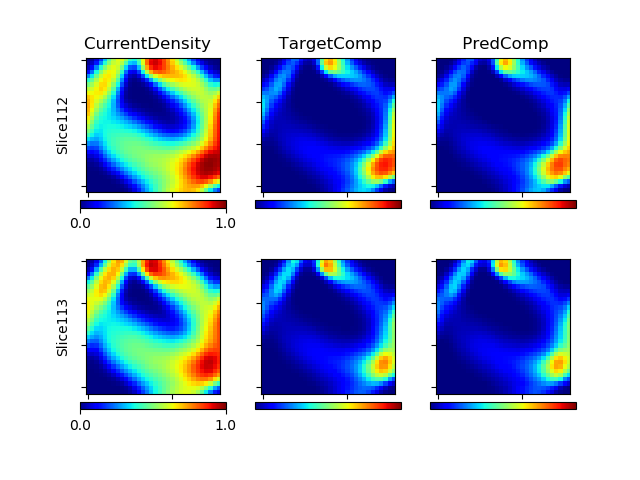 CurrentDensity TargetComp PredComp
Slice112
0.0 1.0
Slice113
0.0 1.0